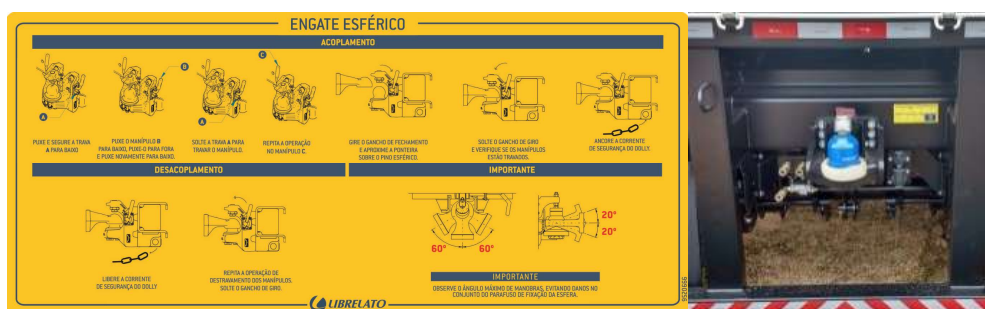 ENGATE ESFÉRICO
ACOPLAMENTO
A
B
A
C
PUXE E SEGURE A TRAVA
A PARA BAIXO
PUXE O MANÍPULO B
PARA BAIXO, PUXE-O PARA FORA
E PUXE NOVAMENTE PARA BAIXO.
SOLTE A TRAVA A PARA
TRAVAR O MANÍPULO.
REPITA A OPERAÇÃO
NO MANÍPULO C.
GIRE O GANCHO DE FECHAMENTO
E APROXIME A PONTEIRA
SOBRE O PINO ESFÉRICO.
SOLTE O GANCHO DE GIRO
E VERIFIQUE SE OS MANÍPULOS
ESTÃO TRAVADOS.
ANCORE A CORRENTE
DE SEGURANÇA DO DOLLY.
DESACOPLAMENTO
LIBERE A CORRENTE
DE SEGURANÇA DO DOLLY
REPITA A OPERAÇÃO DE
DESTRAVAMENTO DOS MANÍPULOS.
SOLTE O GANCHO DE GIRO.
IMPORTANTE
60°
60°
20°
20°
IMPORTANTE
OBSERVE O ÂNGULO MÁXIMO DE MANOBRAS, EVITANDO DANOS NO
CONJUNTO DO PARAFUSO DE FIXAÇÃO DA ESFERA.
LIBRELATO